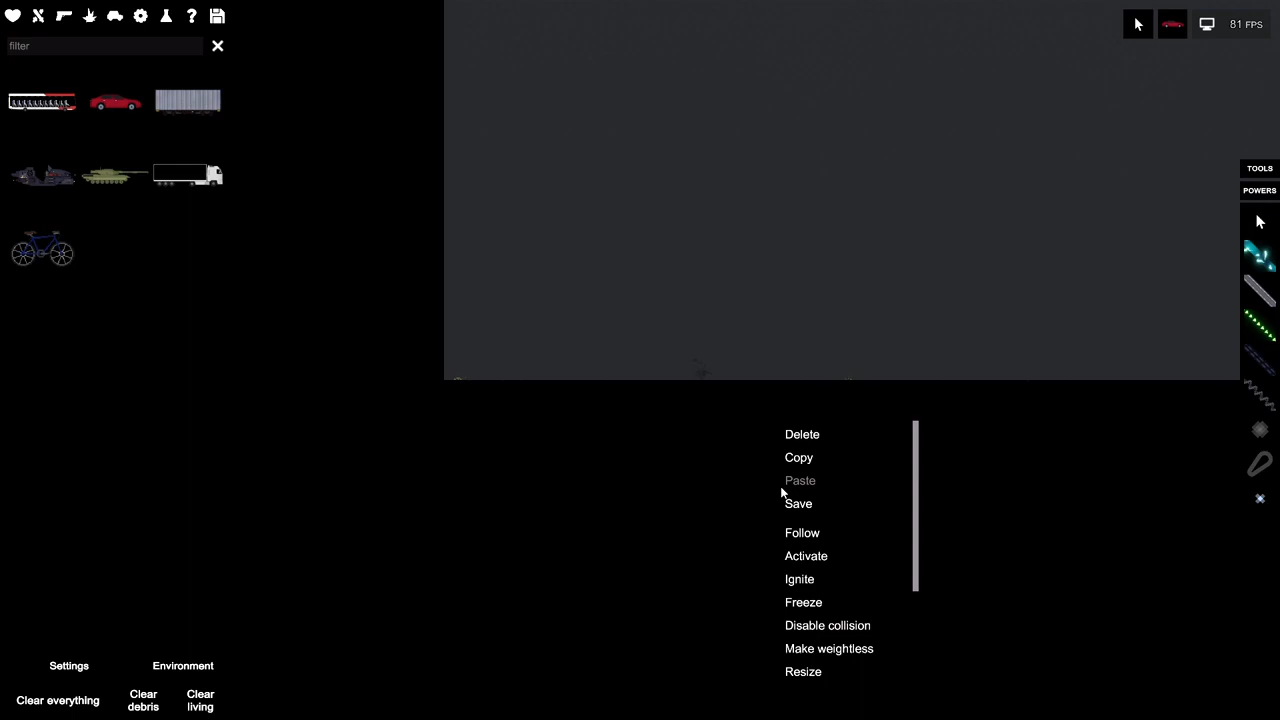 81 FPS
filter
TOOLS
POWERS
Delete
Copy
Paste
Save
Follow
Activate
Ignite
Freeze
Disable collision
Make weightless
Resize
Settings
Environment
Clear everything
Clear
debris
Clear
living